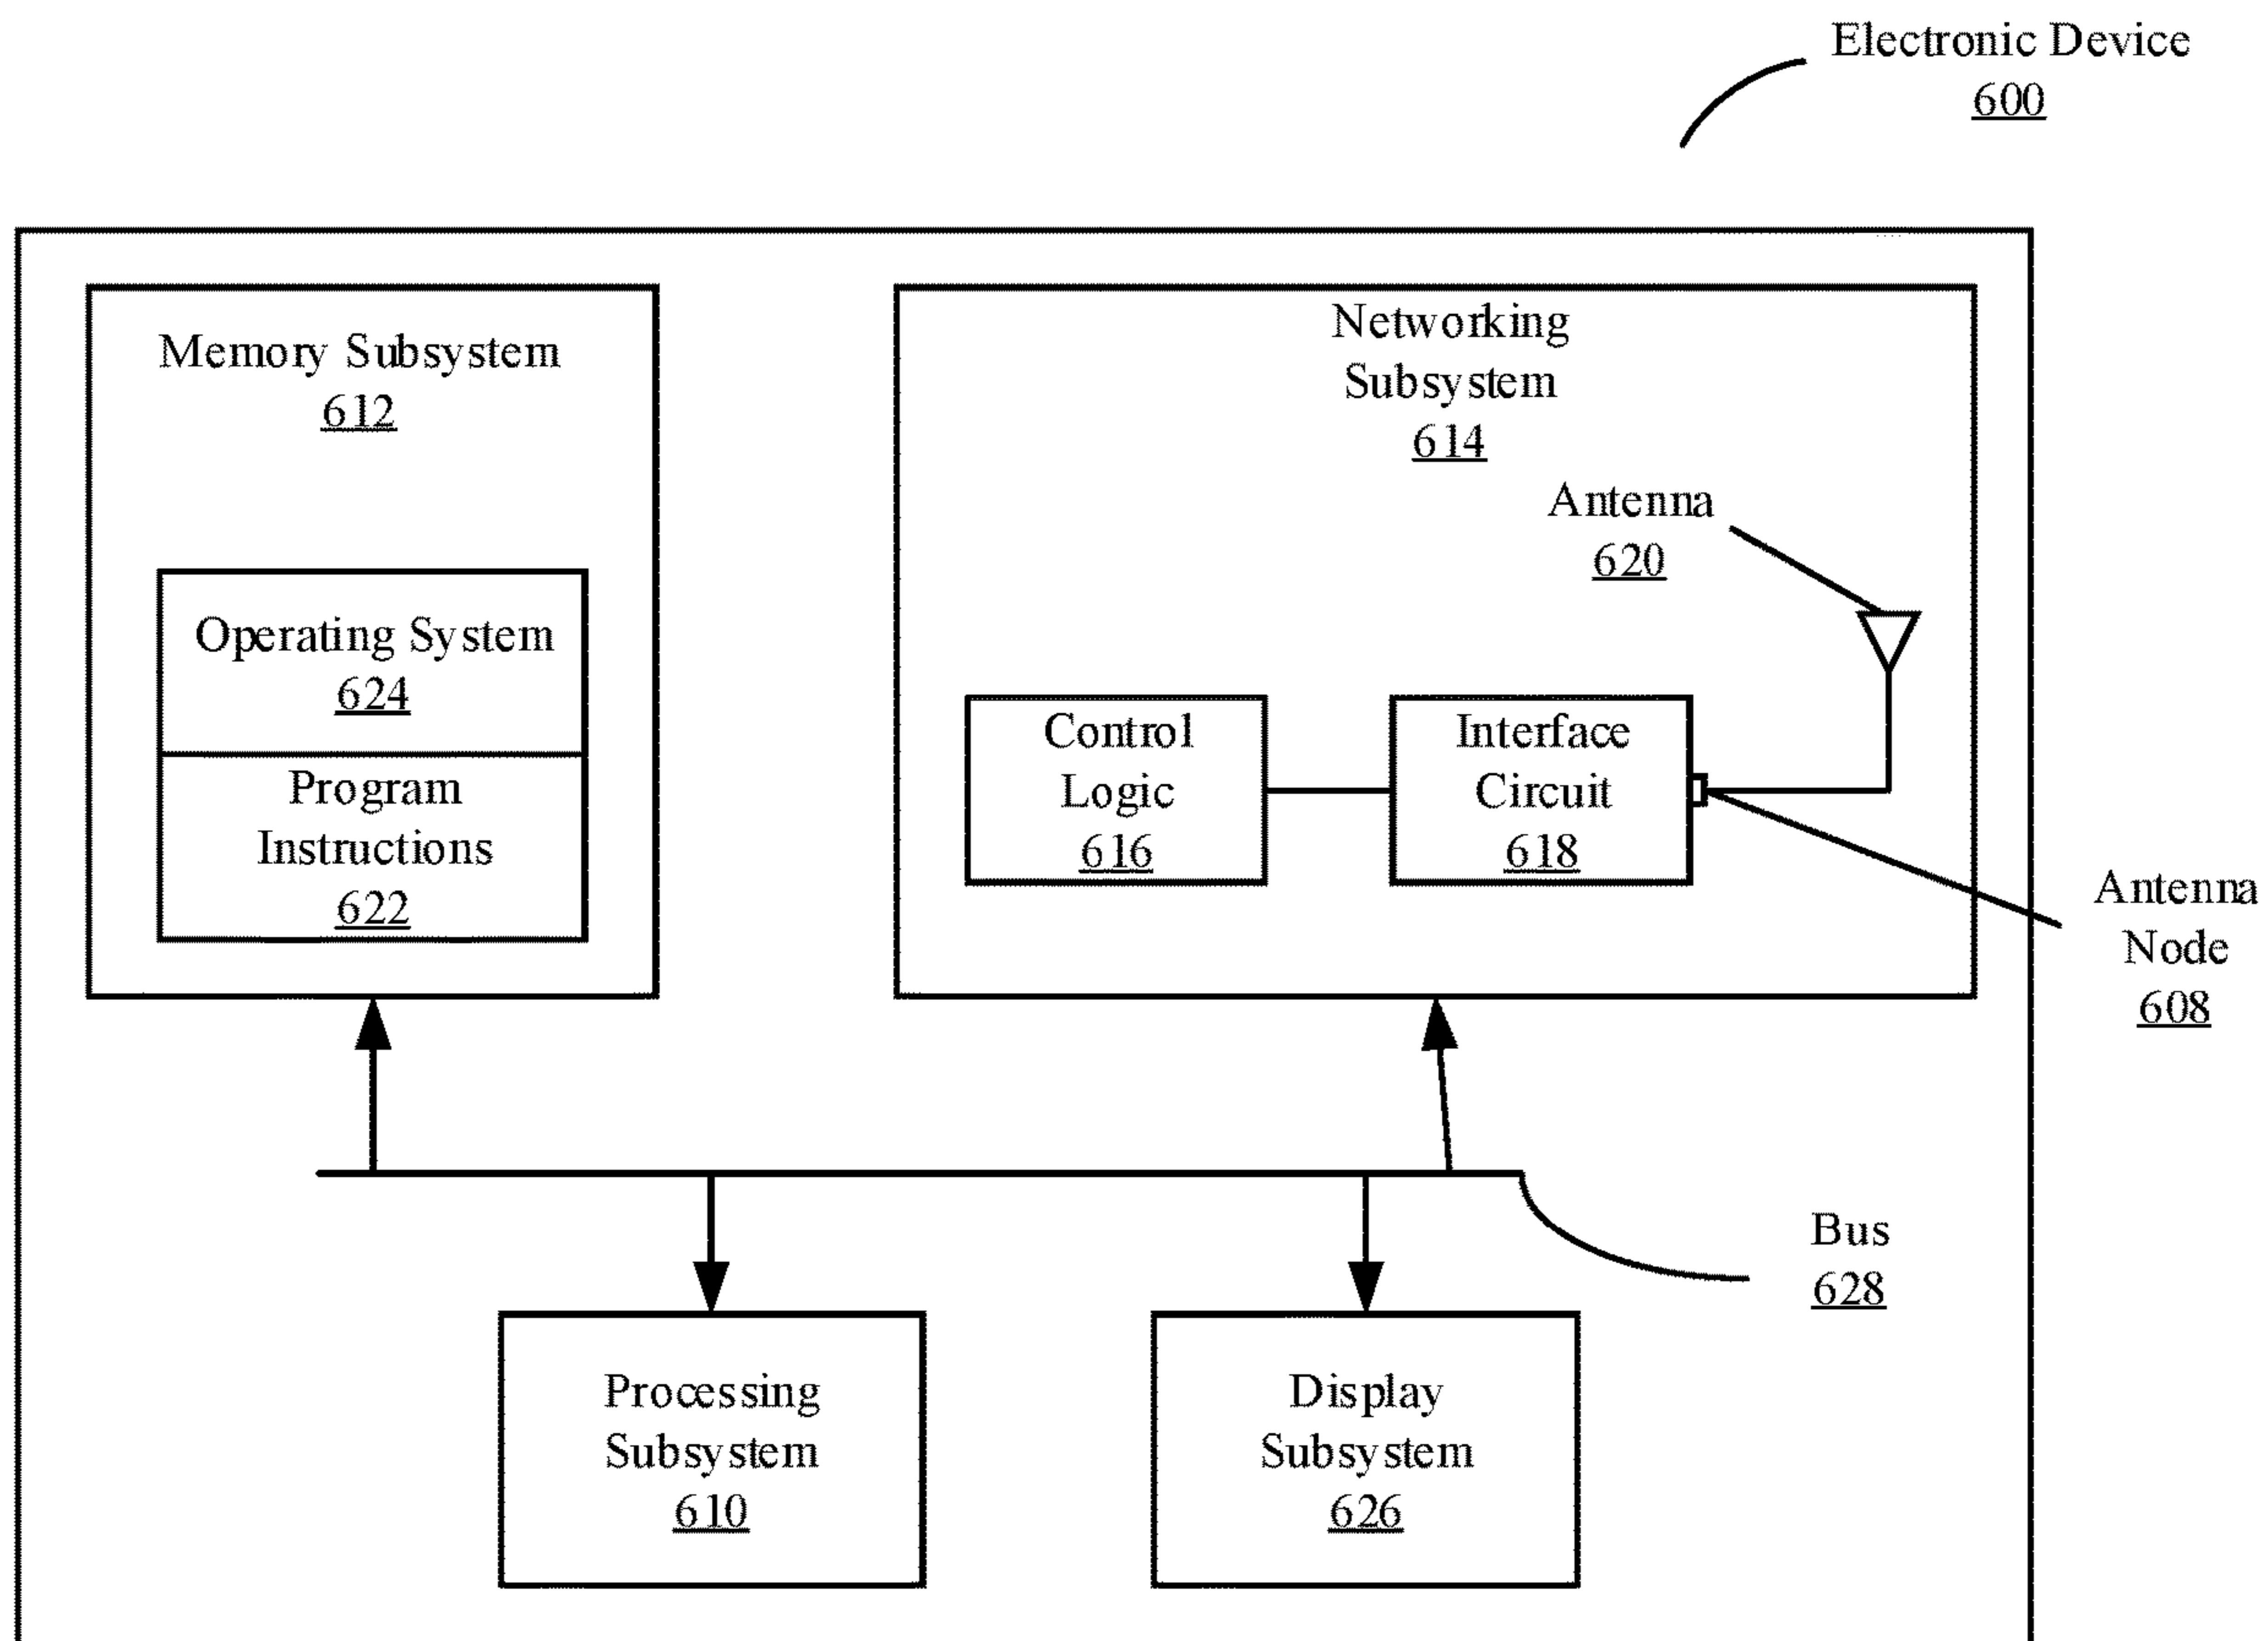 Electronic Device
600
Memory Subsystem
612
Networking
Subsystem
614
Antenna
620
Operating System
624
Program
Instructions
622
Control
Logic
616
Interface
Circuit
618
Antenna
Node
608
Bus
628
Processing
Subsystem
610
Display
Subsystem
626